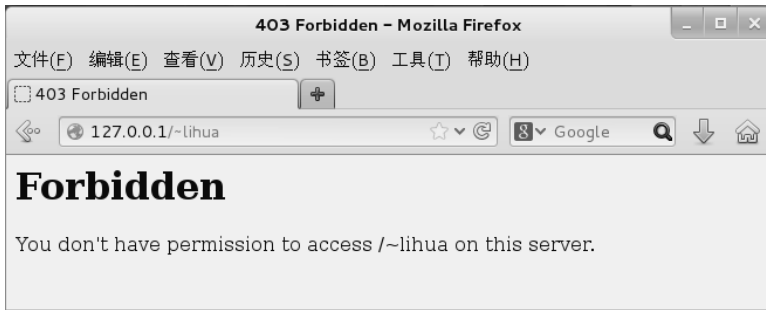 403 Forbidden – Mozilla Firefox
文件(F) 编辑(E) 查看(V) 历史(S) 书签(B) 工具(T) 帮助(H)
403 Forbidden
127.0.0.1/~lihua 8 Google
Forbidden
You don't have permission to access /~lihua on this server.